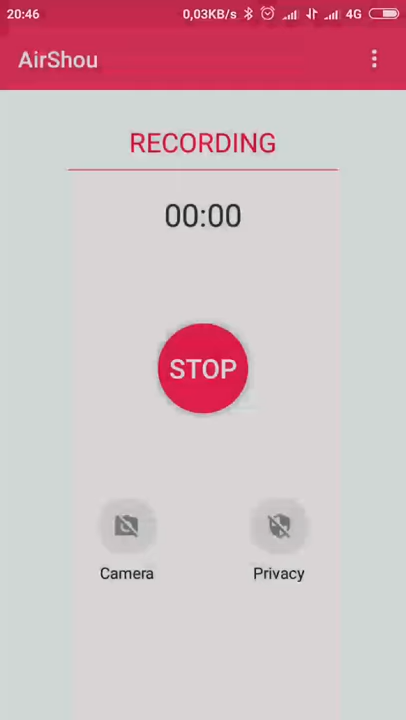 20:46 0,03KB/s 4G
AirShou
RECORDING
00:00
STOP
Camera Privacy